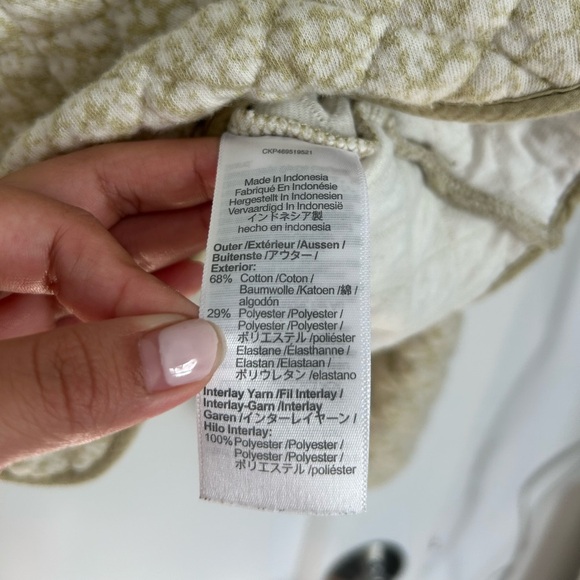 CKP469519521
Made In Indonesia
Fabriqué En Indonésie
Hergestellt In Indonesien
Vervaardigd In Indonesië
インドネシア製
hecho en indonesia
Outer /Extérieur /Aussen /
Buitenste /アウター /
Exterior:
68% Cotton /Coton /
Baumwolle /Katoen /綿 /
algodón
29% Polyester /Polyester /
Polyester /Polyester /
ポリエステル /poliéster
Elastane /Élasthanne /
Elastan /Elastaan /
ポリウレタン /elastano
Interlay Yarn /Fil Interlay /
Interlay-Garn /Interlay
Garen /インターレイヤーン /
Hilo Interlay:
100% Polyester /Polyester /
Polyester /Polyester /
ポリエステル /poliéster